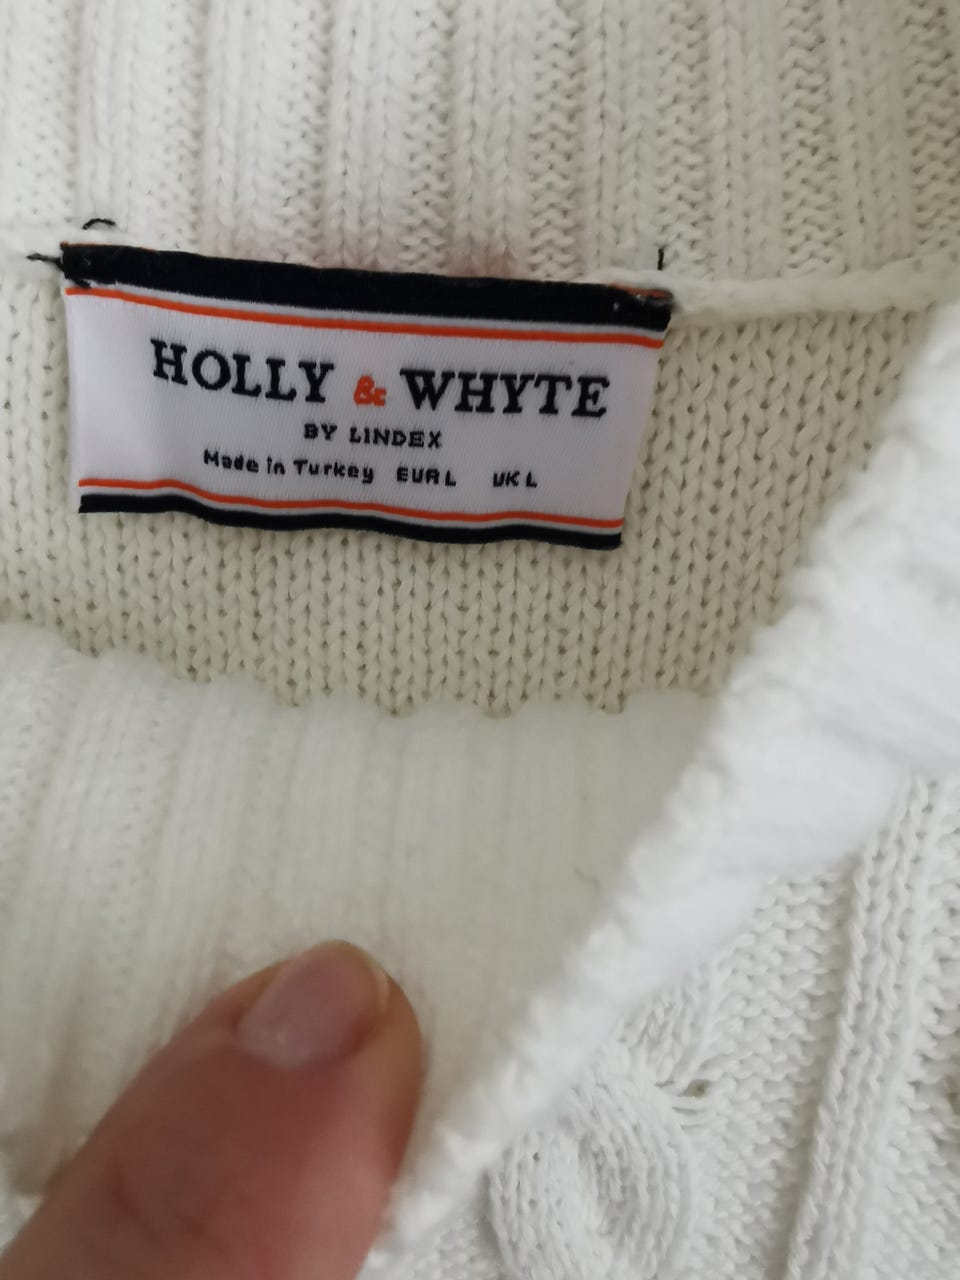 HOLLY & WHYTE
BY LINDEX
Made in Turkey EUR L UK L